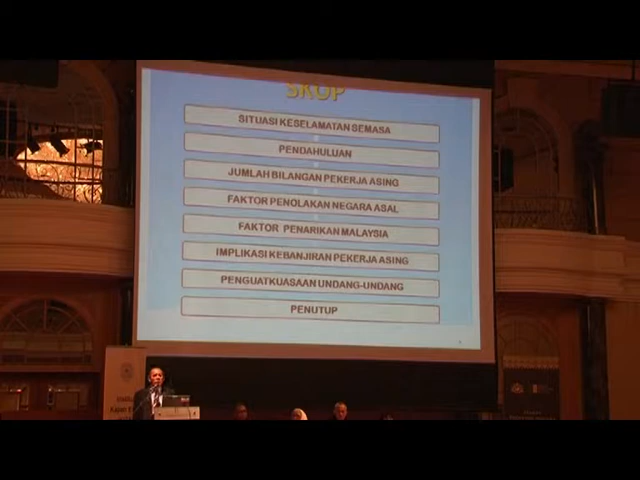 SKOP
SITUASI KESELAMATAN SEMASA
PENDAHULUAN
JUMLAH BILANGAN PEKERJA ASING
FAKTOR PENOLAKAN NEGARA ASAL
FAKTOR PENARIKAN MALAYSIA
IMPLIKASI KEBANJIRAN PEKERJA ASING
PENGUATKUASAAN UNDANG-UNDANG
PENUTUP